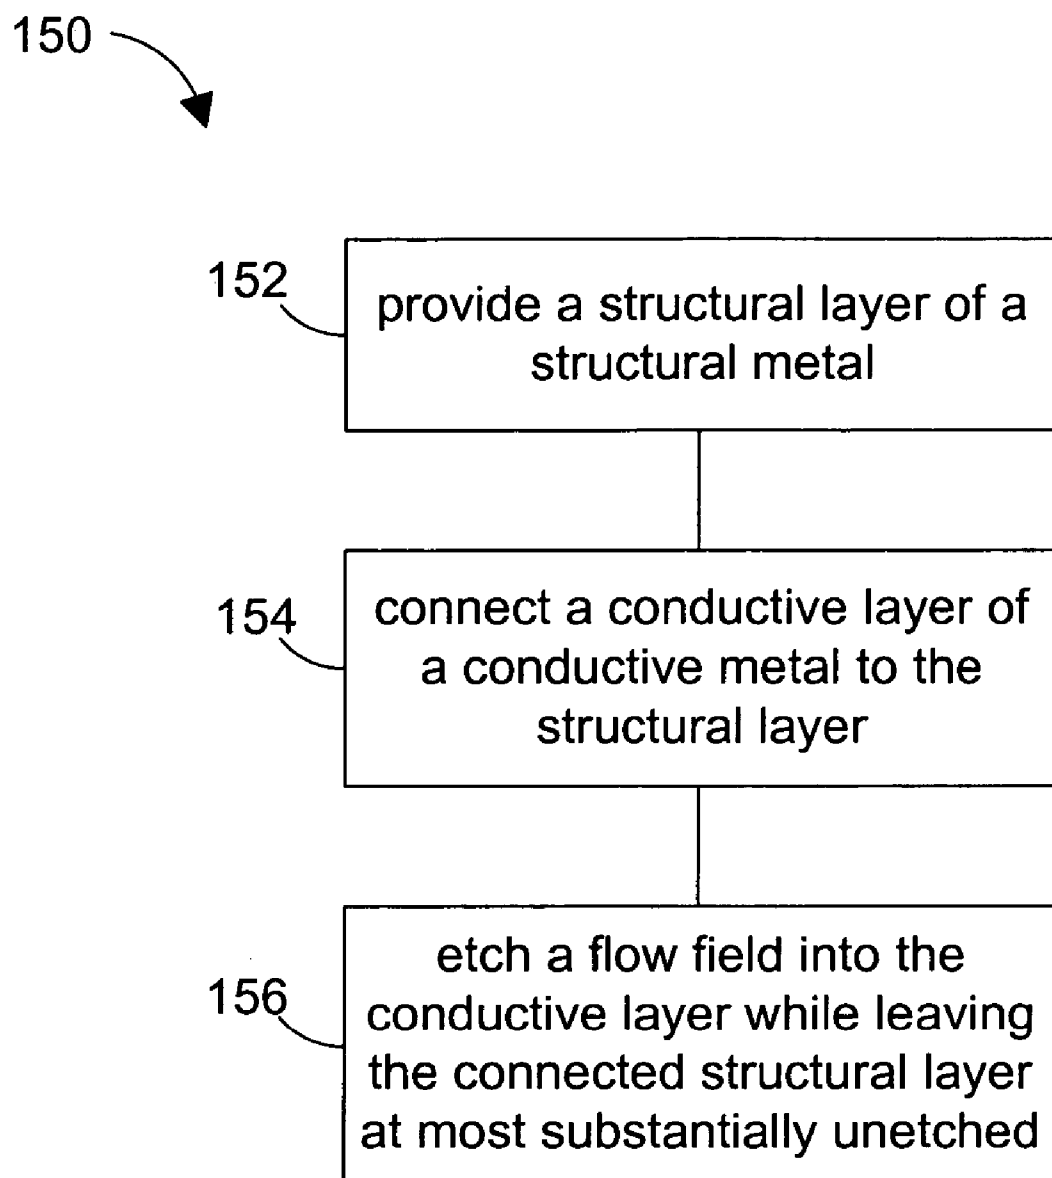 150
152
provide a structural layer of a
structural metal
154
connect a conductive layer of
a conductive metal to the
structural layer
156
etch a flow field into the
conductive layer while leaving
the connected structural layer
at most substantially unetched